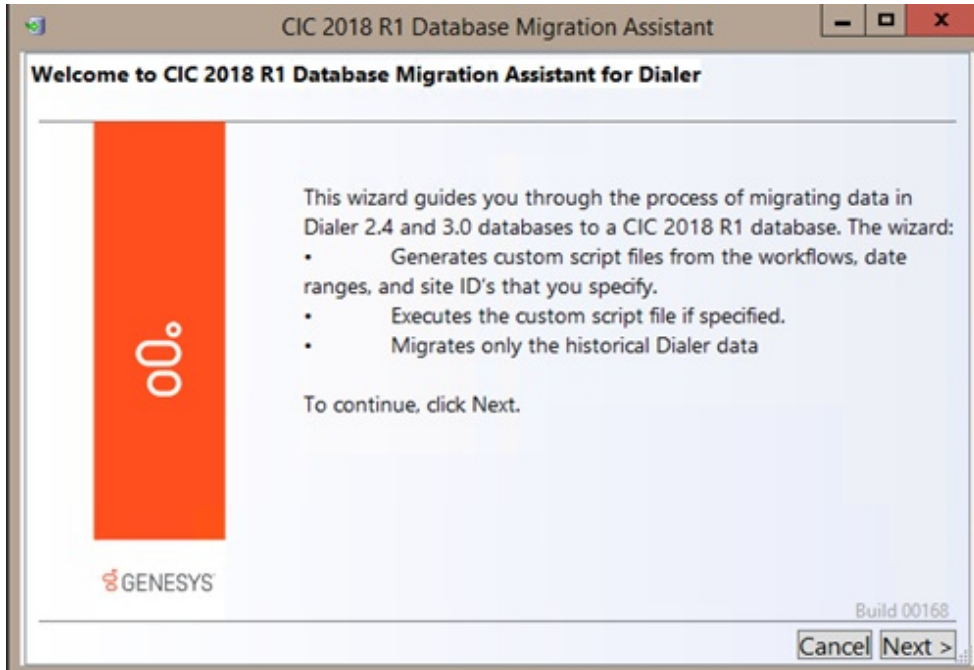 CIC 2018 R1 Database Migration Assistant
Welcome to CIC 2018 R1 Database Migration Assistant for Dialer
This wizard guides you through the process of migrating data in
Dialer 2.4 and 3.0 databases to a CIC 2018 R1 database. The wizard:
• Generates custom script files from the workflows, date
ranges, and site ID's that you specify.
• Executes the custom script file if specified.
• Migrates only the historical Dialer data
To continue, click Next.
GENESYS
Build 00168
Cancel Next >